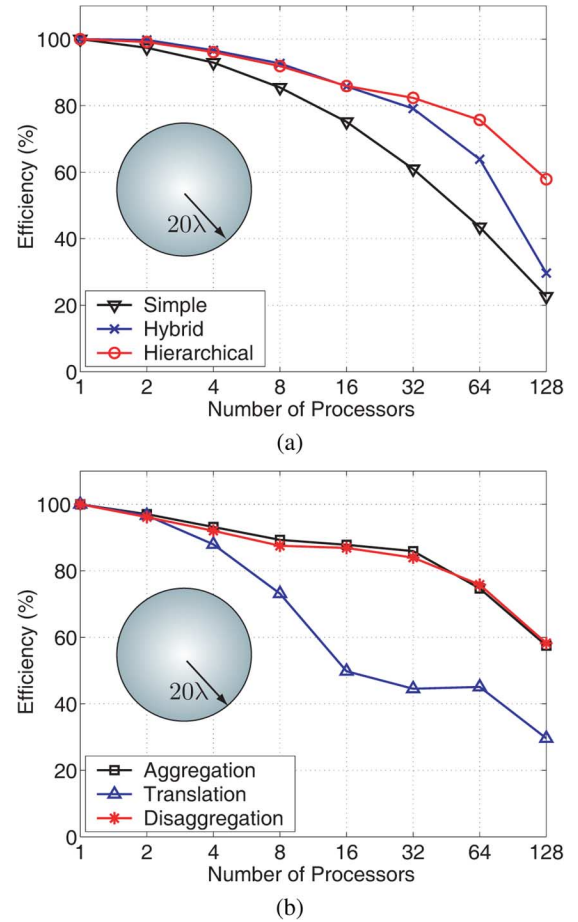 100
80
60
40
20
0
Efficiency (%)
20λ
Simple
Hybrid
Hierarchical
1 2 4 8 16 32 64 128
Number of Processors
(a)
100
80
60
40
20
0
Efficiency (%)
20λ
Aggregation
Translation
Disaggregation
1 2 4 8 16 32 64 128
Number of Processors
(b)